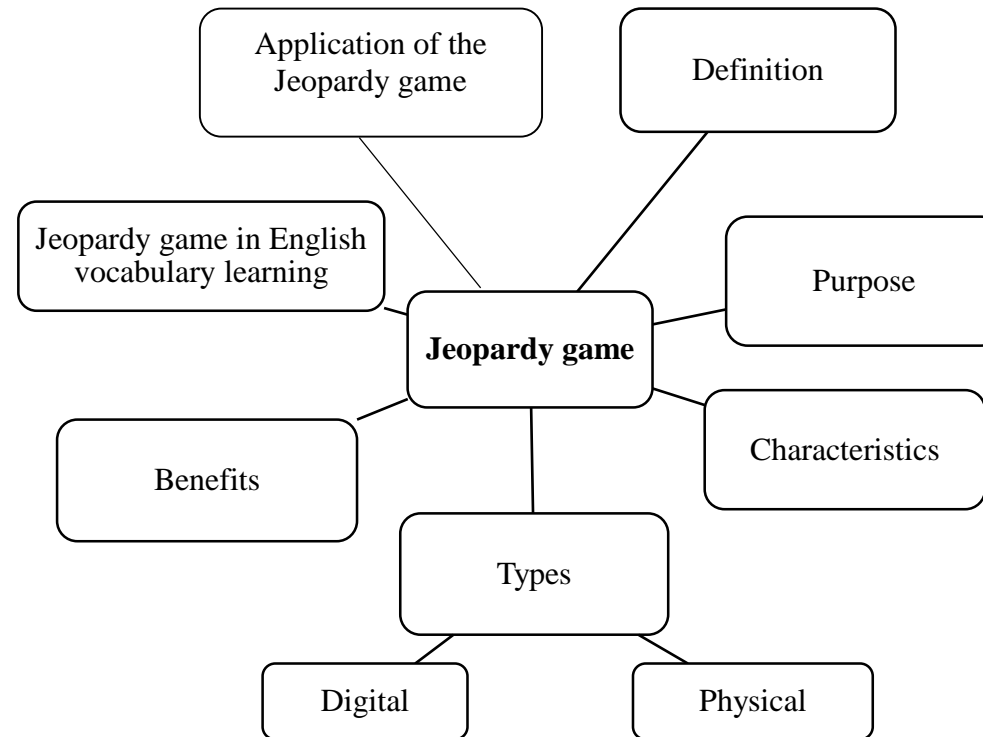 Application of the
Jeopardy game
Definition
Jeopardy game in English
vocabulary learning
Purpose
Jeopardy game
Characteristics
Benefits
Types
Digital
Physical